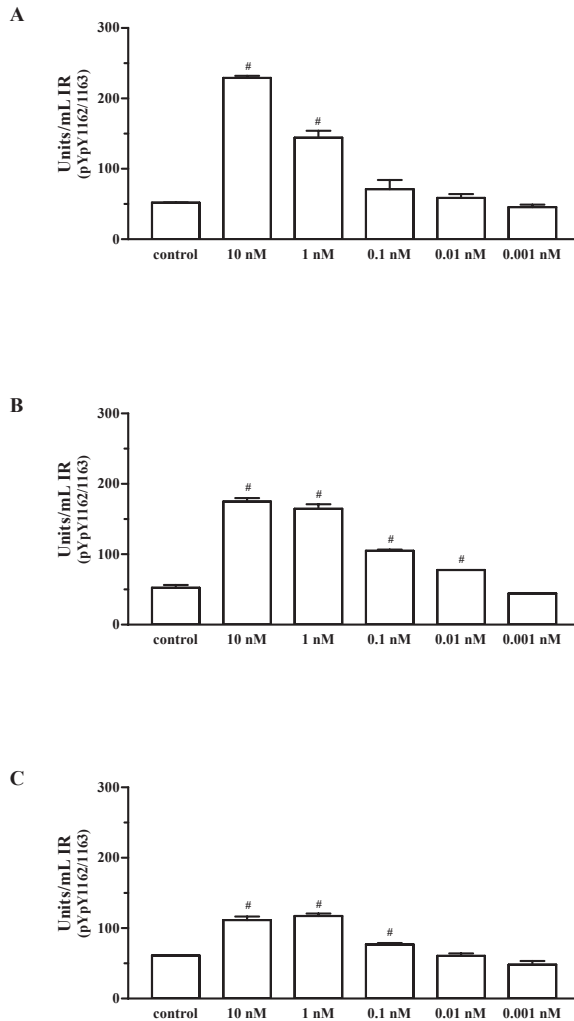 A
Units/mL IR
(pYpY1162/1163)
300
200
100
0
# #
control 10 nM 1 nM 0.1 nM 0.01 nM 0.001 nM
B
Units/mL IR
(pYpY1162/1163)
300
200
100
0
# # # #
control 10 nM 1 nM 0.1 nM 0.01 nM 0.001 nM
C
Units/mL IR
(pYpY1162/1163)
300
200
100
0
# # #
control 10 nM 1 nM 0.1 nM 0.01 nM 0.001 nM